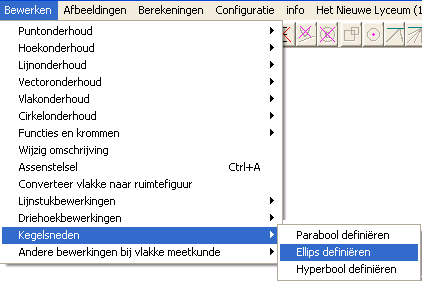 Bewerken Afbeeldingen Berekeningen Configuratie info Het Nieuwe Lyceum (1
Puntonderhoud
Hoekonderhoud
Lijnonderhoud
Vectoronderhoud
Vlakonderhoud
Cirkelonderhoud
Functies en krommen
Wijzig omschrijving
Assenstelsel Ctrl+A
Converteer vlakke naar ruimtefiguur
Lijnstukbewerkingen
Driehoekbewerkingen
Kegelsneden
Andere bewerkingen bij vlakke meetkunde
Parabool definiëren
Ellips definiëren
Hyperbool definiëren